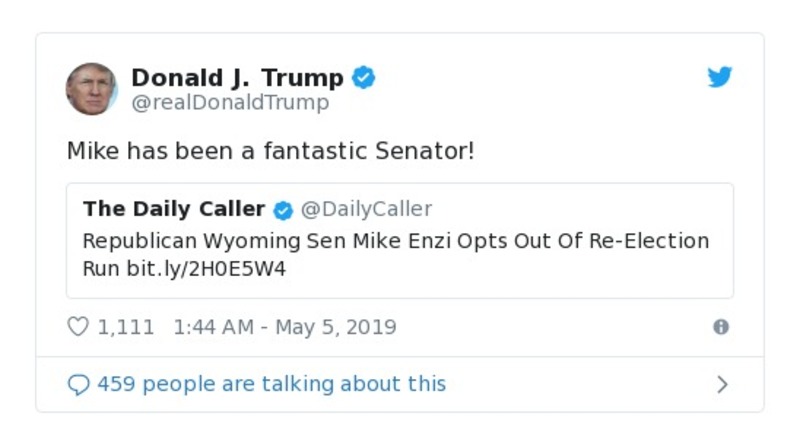 Donald J. Trump
@realDonaldTrump
Mike has been a fantastic Senator!
The Daily Caller @DailyCaller
Republican Wyoming Sen Mike Enzi Opts Out Of Re-Election
Run bit.ly/2H0E5W4
1,111 1:44 AM - May 5, 2019
459 people are talking about this